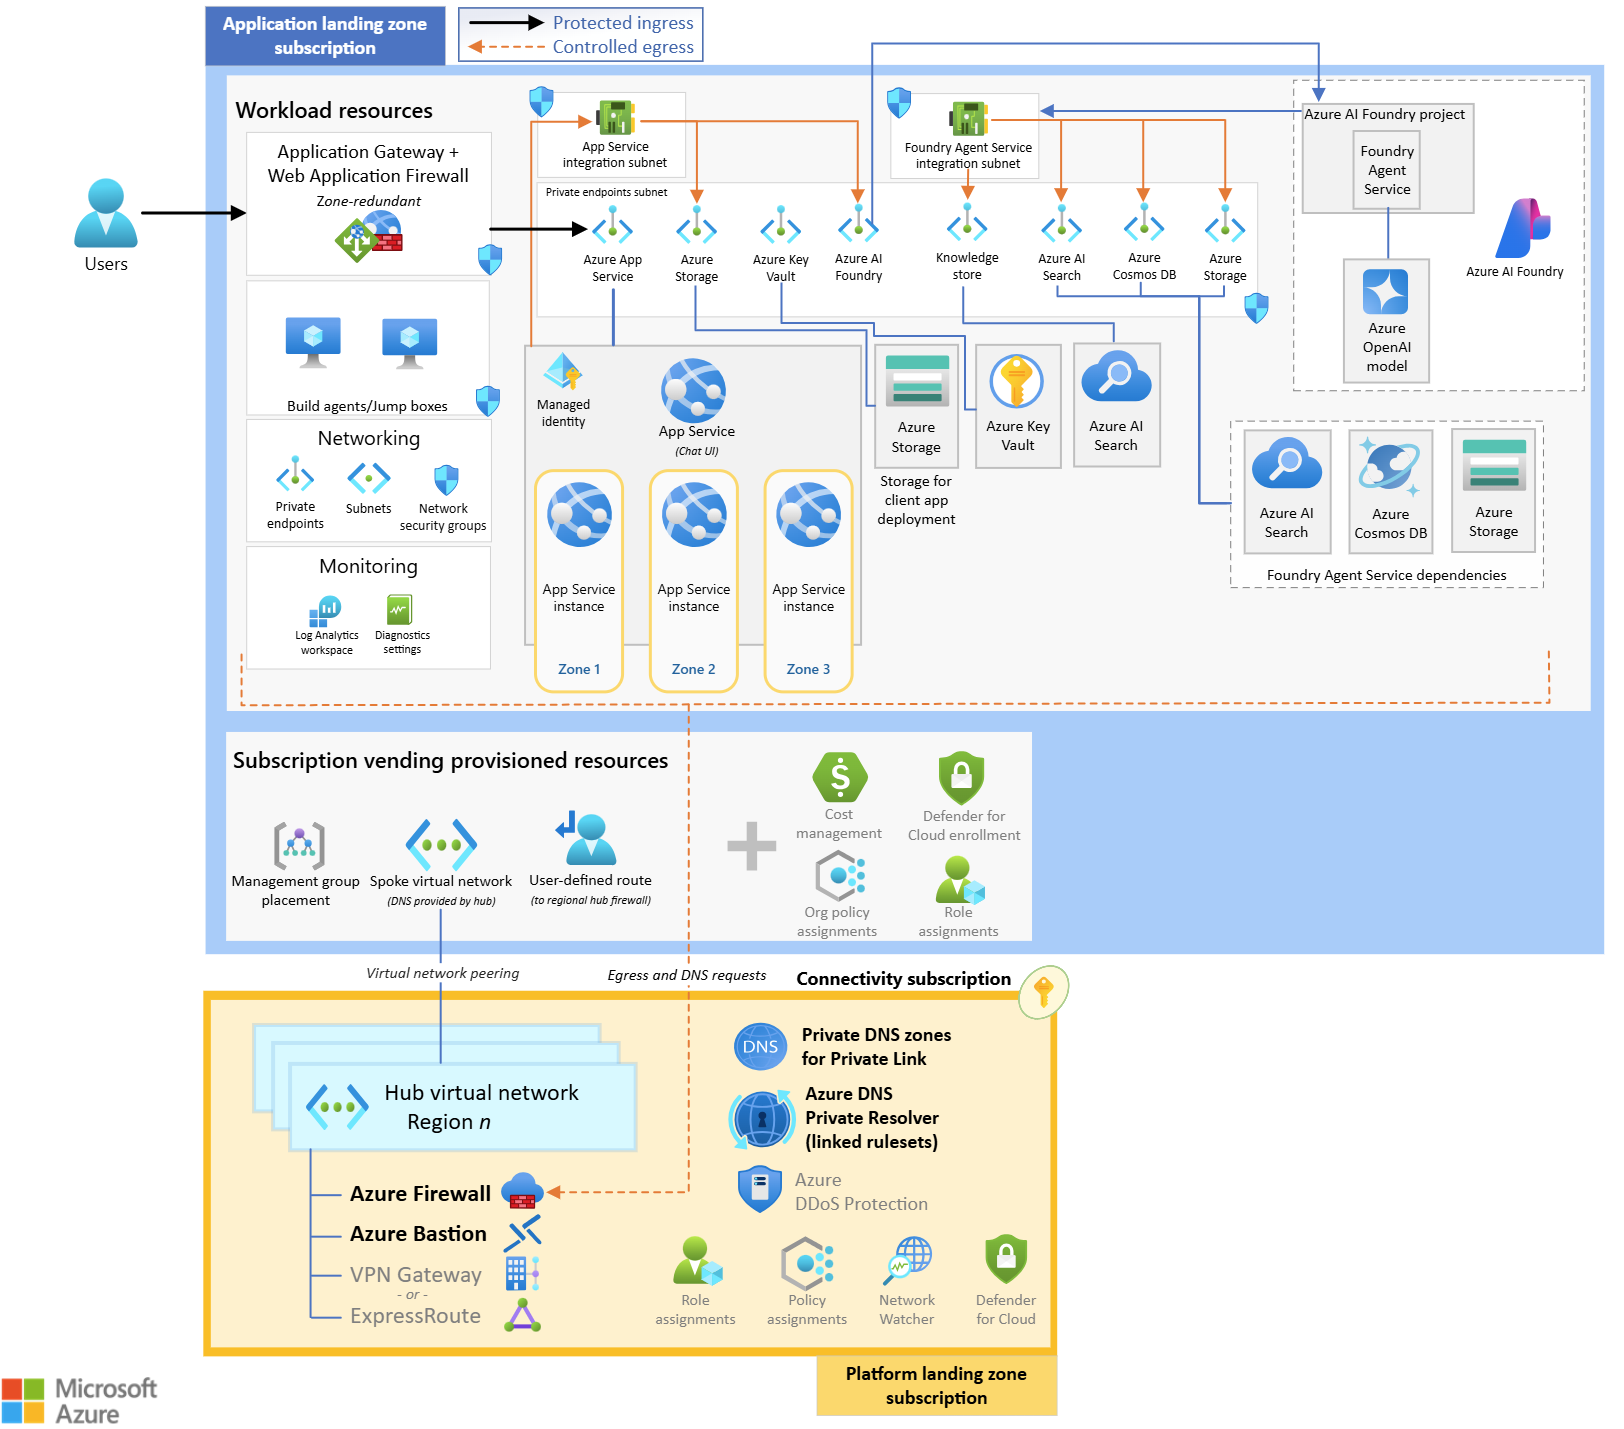 Application landing zone
subscription
Protected ingress
Controlled egress
Workload resources
Application Gateway +
Web Application Firewall
Zone-redundant
Users
Build agents/Jump boxes
Networking
Private
endpoints
Subnets
Network
security groups
Monitoring
Log Analytics
workspace
Diagnostics
settings
App Service
integration subnet
Foundry Agent Service
integration subnet
Private endpoints subnet
Azure App
Service
Azure
Storage
Azure Key
Vault
Azure AI
Foundry
Knowledge
store
Azure AI
Search
Azure
Cosmos DB
Azure
Storage
Azure AI Foundry project
Foundry
Agent
Service
Azure AI Foundry
Azure
OpenAI
model
Managed
identity
App Service
(Chat UI)
App Service
instance
Zone 1
App Service
instance
Zone 2
App Service
instance
Zone 3
Azure
Storage
Storage for
client app
deployment
Azure Key
Vault
Azure AI
Search
Azure AI
Search
Azure
Cosmos DB
Azure
Storage
Foundry Agent Service dependencies
Subscription vending provisioned resources
Management group
placement
Spoke virtual network
(DNS provided by hub)
User-defined route
(to regional hub firewall)
Cost
management
Defender for
Cloud enrollment
Org policy
assignments
Role
assignments
Virtual network peering
Egress and DNS requests
Connectivity subscription
Hub virtual network
Region n
Azure Firewall
Azure Bastion
VPN Gateway
- or -
ExpressRoute
DNS
Private DNS zones
for Private Link
Azure DNS
Private Resolver
(linked rulesets)
Azure
DDoS Protection
Role
assignments
Policy
assignments
Network
Watcher
Defender
for Cloud
Platform landing zone
subscription
Microsoft
Azure